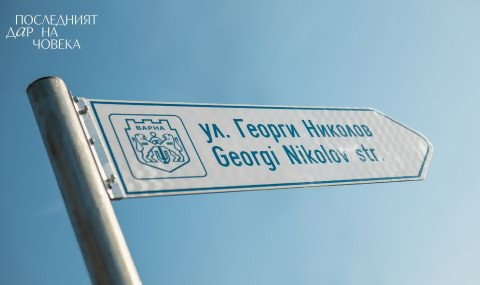 ПОСЛЕДНИЯТ
ДАР НА
ЧОВЕКА
ВАРНА
ул. Георги Николов
Georgi Nikolov str.